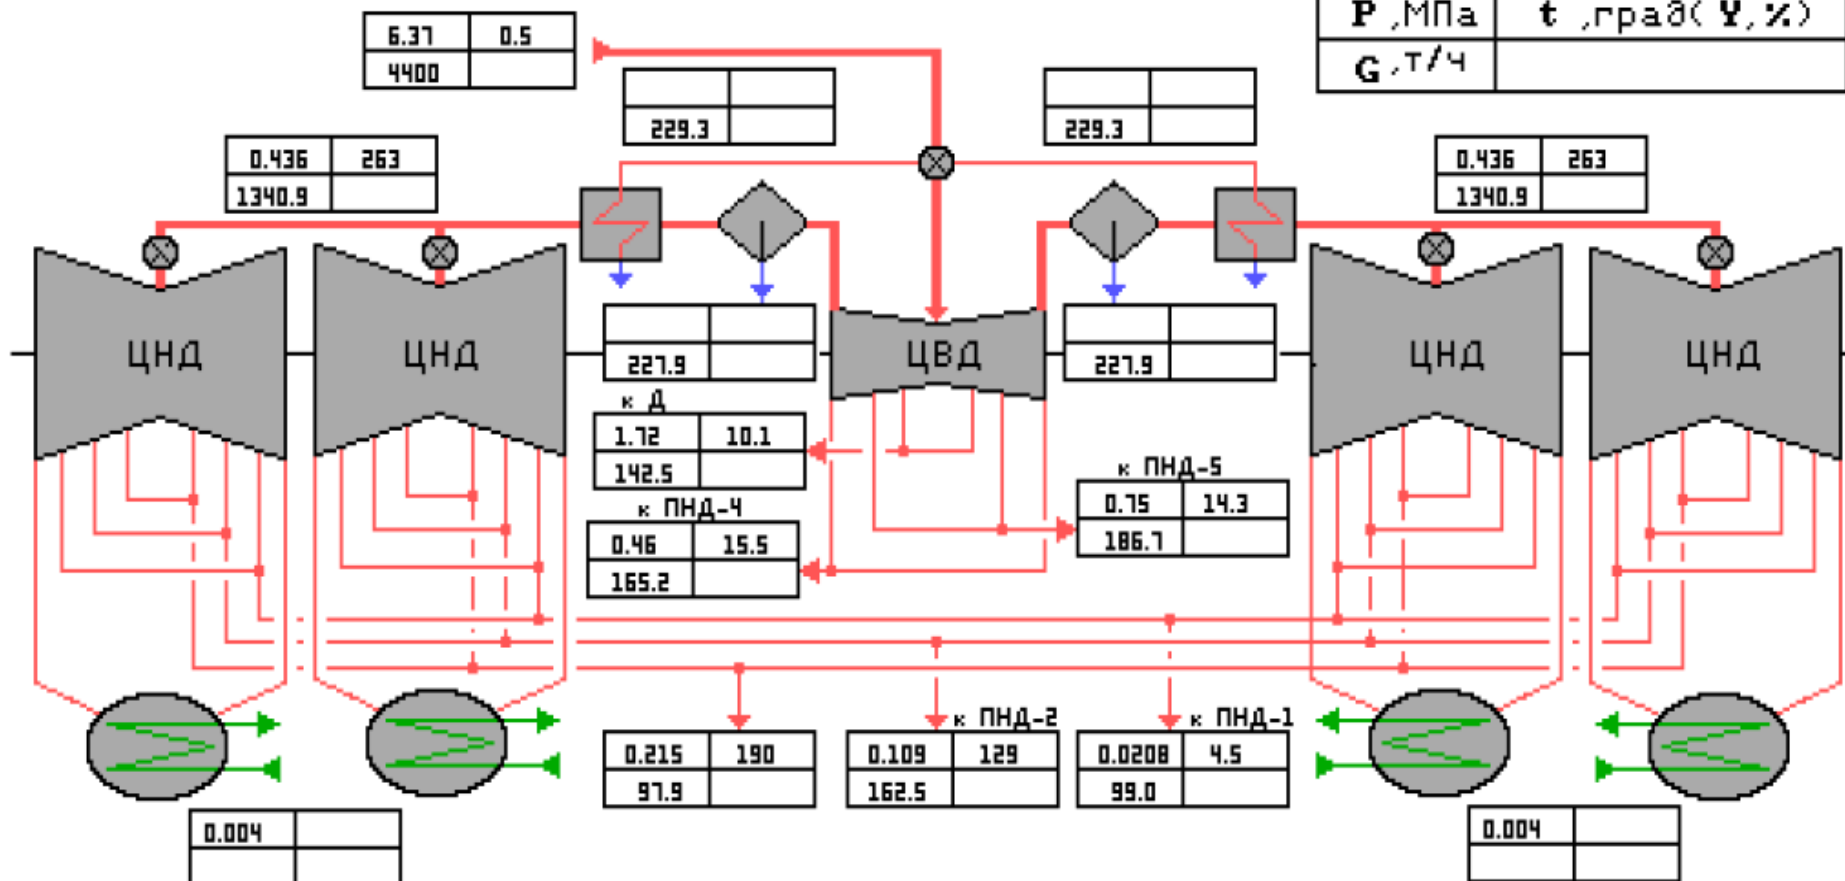 P ,МПа t ,град( Y, %)
G ,т/ч
6.37 0.5
4400
229.3
229.3
0.436 263
1340.9
0.436 263
1340.9
ЦНД
ЦНД
227.9
ЦВД
227.9
ЦНД
ЦНД
к Д
1.72 10.1
142.5
к ПНД-5
0.75 14.3
186.7
к ПНД-4
0.46 15.5
165.2
0.215 190
97.9
к ПНД-2
0.109 129
162.5
к ПНД-1
0.0208 4.5
99.0
0.004
0.004